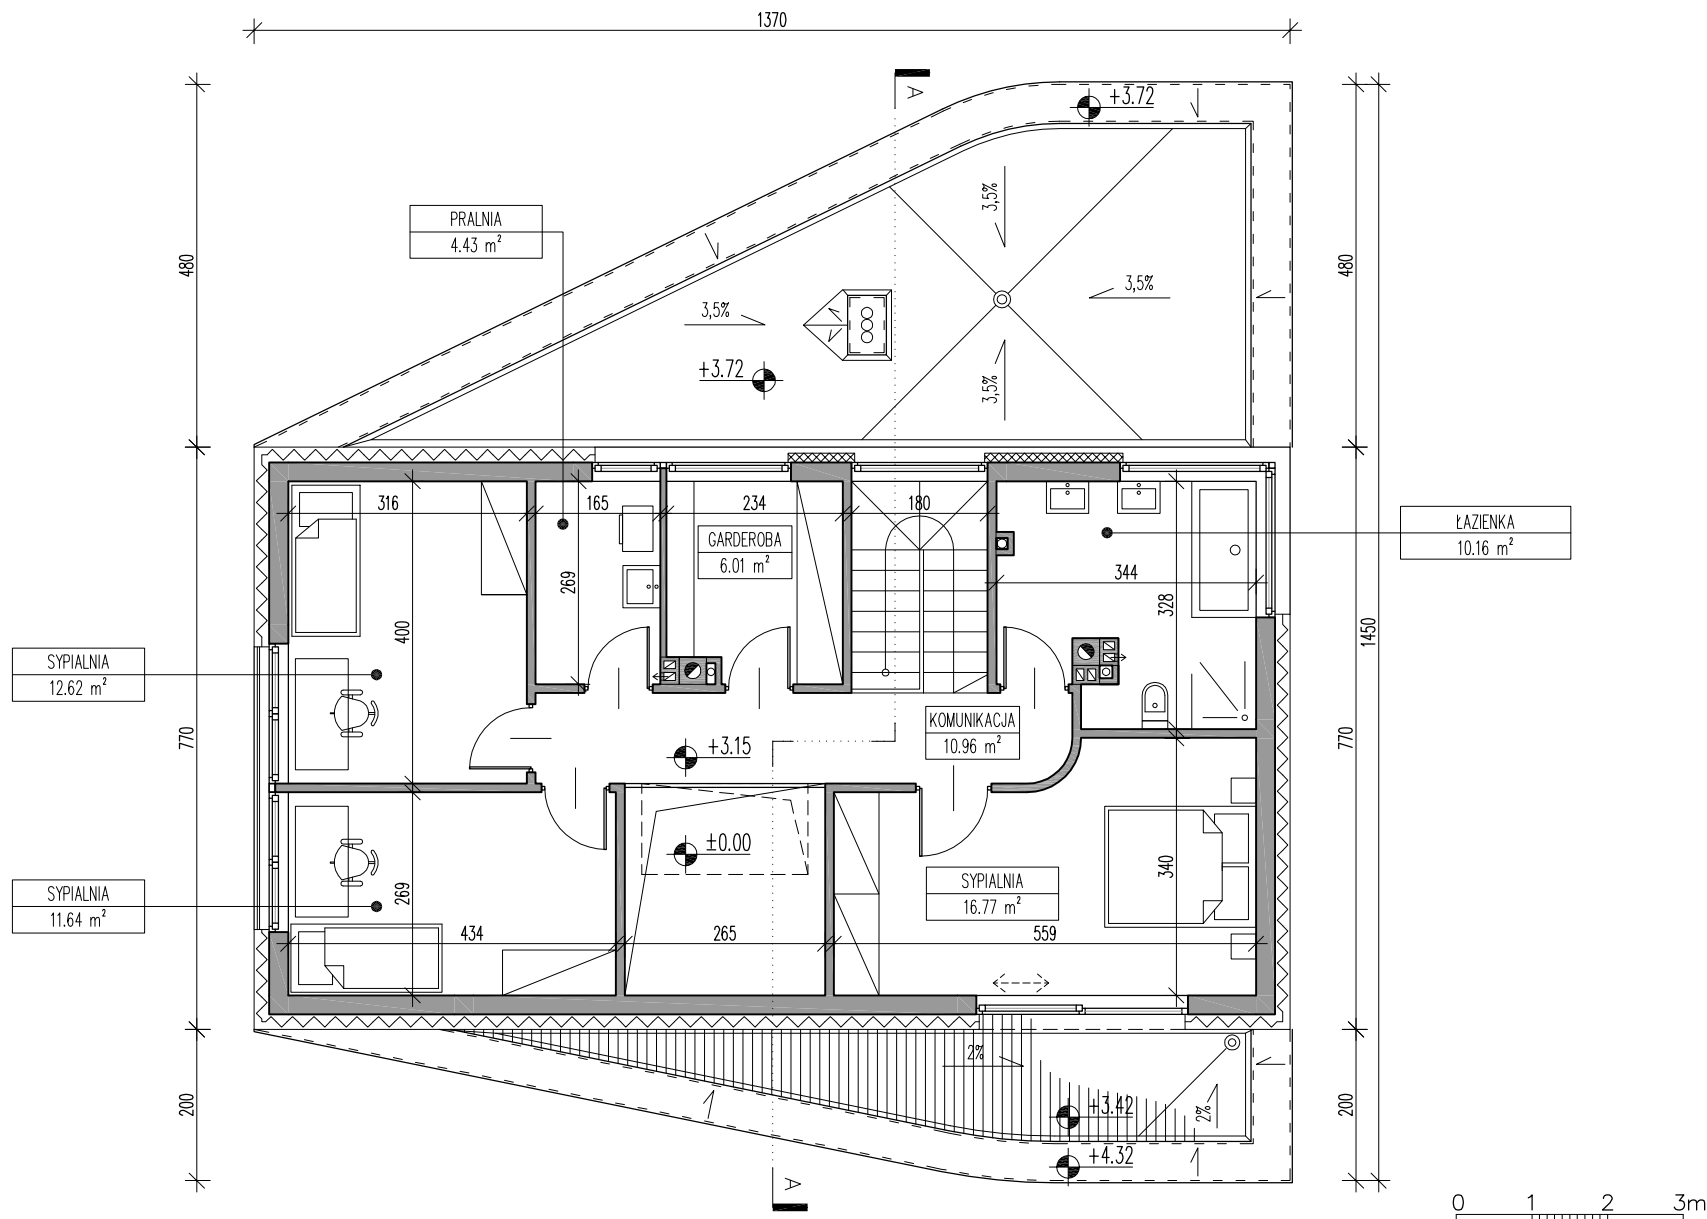 1370
A
+3.72
480
PRALNIA
4.43 m²
3,5%
3,5%
3,5%
3,5%
+3.72
480
316
165
234
180
GARDEROBA
6.01 m²
ŁAZIENKA
10.16 m²
269
344
328
400
1450
SYPIALNIA
12.62 m²
KOMUNIKACJA
10.96 m²
770
+3.15
770
±0.00
340
SYPIALNIA
11.64 m²
269
SYPIALNIA
16.77 m²
434
265
559
2%
200
+3.42
2%
200
+4.32
A
0 1 2 3m